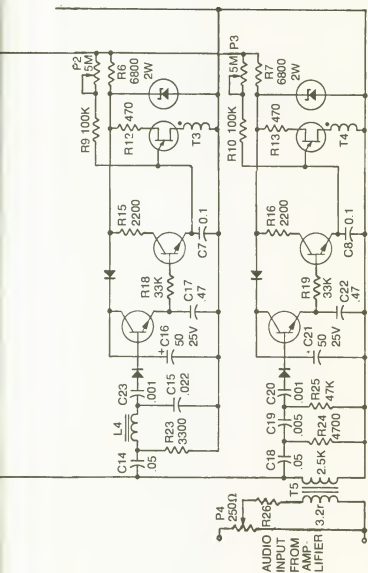 P2
5M
R6
6800
2W
R9 100K
R12 470
T3
R15
2200
C7
0.1
R18
33K
C17
.47
+C16
50
25V
C23
.001
L4
C15
.022
R23
3300
C14
.05
P3
5M
R7
6800
2W
R10 100K
R13 470
T4
R16
2200
C8
0.1
R19
33K
C22
.47
C21
50
25V
C20
.001
R25
47K
C19
.005
R24
4700
C18
.05
2.5K
T5
3.2r
R26
P4
250Ω
AUDIO
INPUT
FROM
AMP-
LIFIER